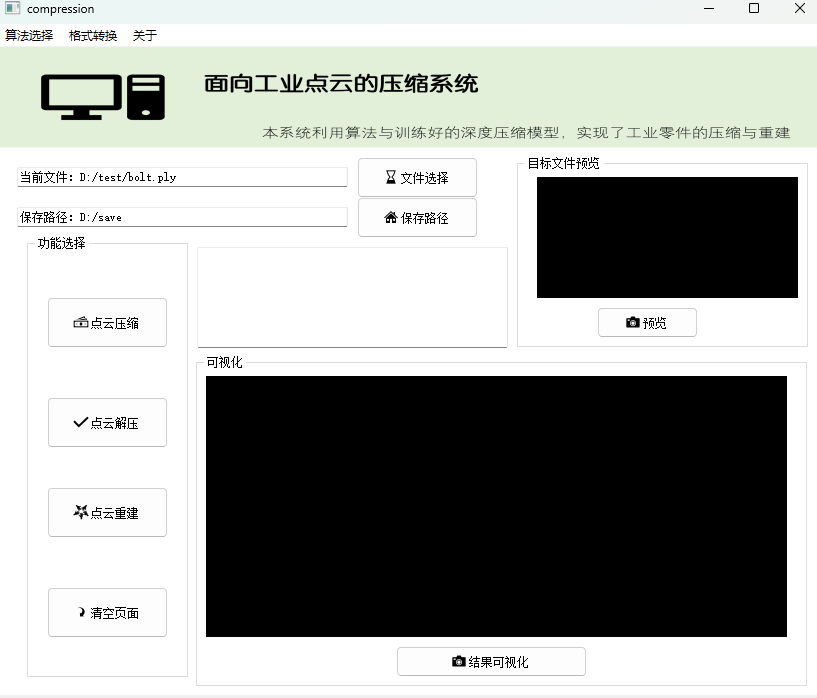 compression
算法选择 格式转换 关于
面向工业点云的压缩系统
本系统利用算法与训练好的深度压缩模型，实现了工业零件的压缩与重建
当前文件：D:/test/bolt.ply
文件选择
保存路径：D:/save
保存路径
目标文件预览
预览
功能选择
点云压缩
点云解压
点云重建
清空页面
可视化
结果可视化